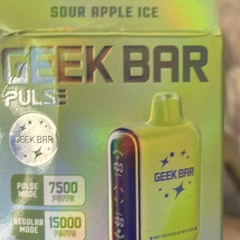 SOUR APPLE ICE
GEEK BAR
PULSE
GEEK BAR
GEEK BAR
PULSE MODE
7500 PUFFS
REGULAR MODE
15000 PUFFS